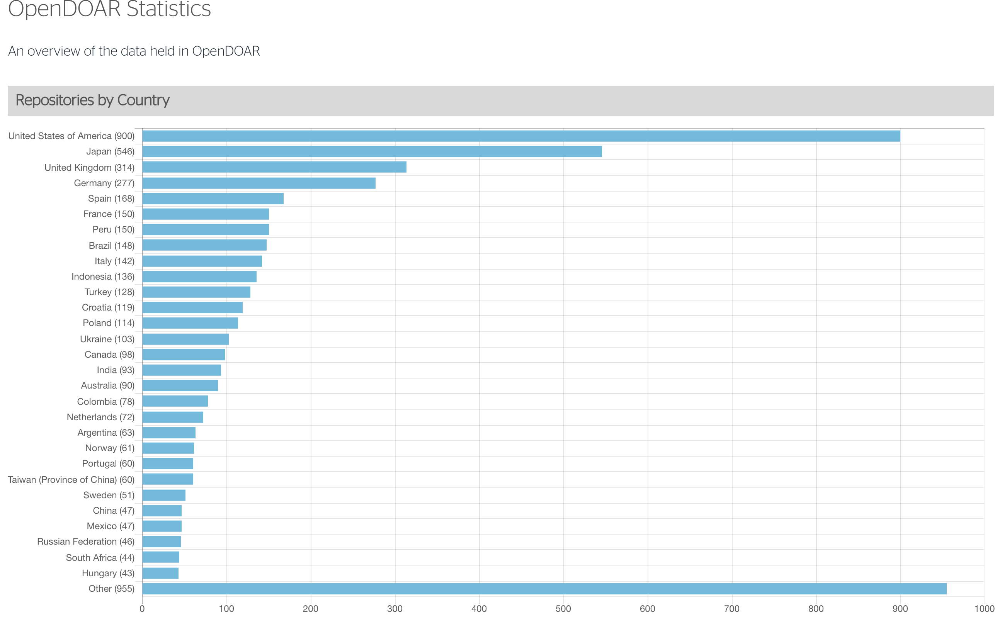 OpenDOAR Statistics
An overview of the data held in OpenDOAR
Repositories by Country
United States of America (900)
Japan (546)
United Kingdom (314)
Germany (277)
Spain (168)
France (150)
Peru (150)
Brazil (148)
Italy (142)
Indonesia (136)
Turkey (128)
Croatia (119)
Poland (114)
Ukraine (103)
Canada (98)
India (93)
Australia (90)
Colombia (78)
Netherlands (72)
Argentina (63)
Norway (61)
Portugal (60)
Taiwan (Province of China) (60)
Sweden (51)
China (47)
Mexico (47)
Russian Federation (46)
South Africa (44)
Hungary (43)
Other (955)
0 100 200 300 400 500 600 700 800 900 1000